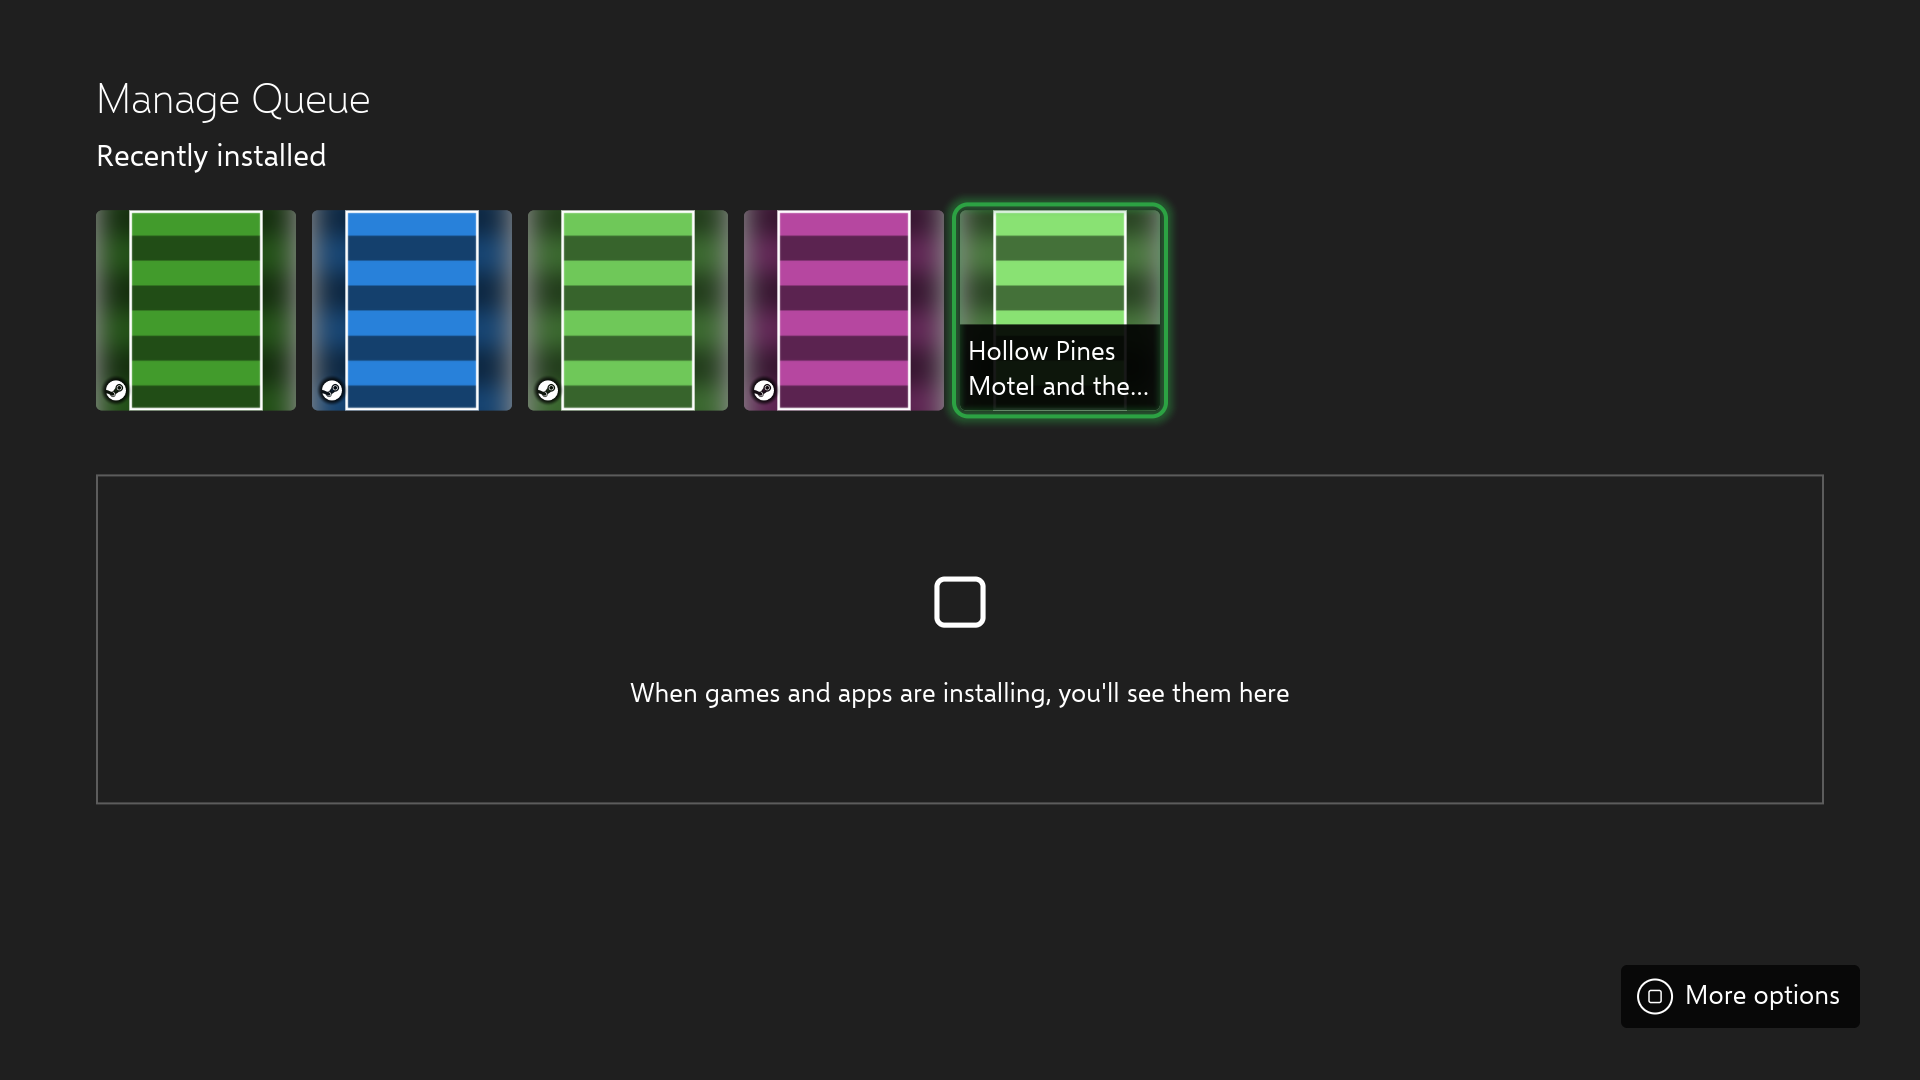 Manage Queue
Recently installed
Hollow Pines
Motel and the...
When games and apps are installing, you'll see them here
More options